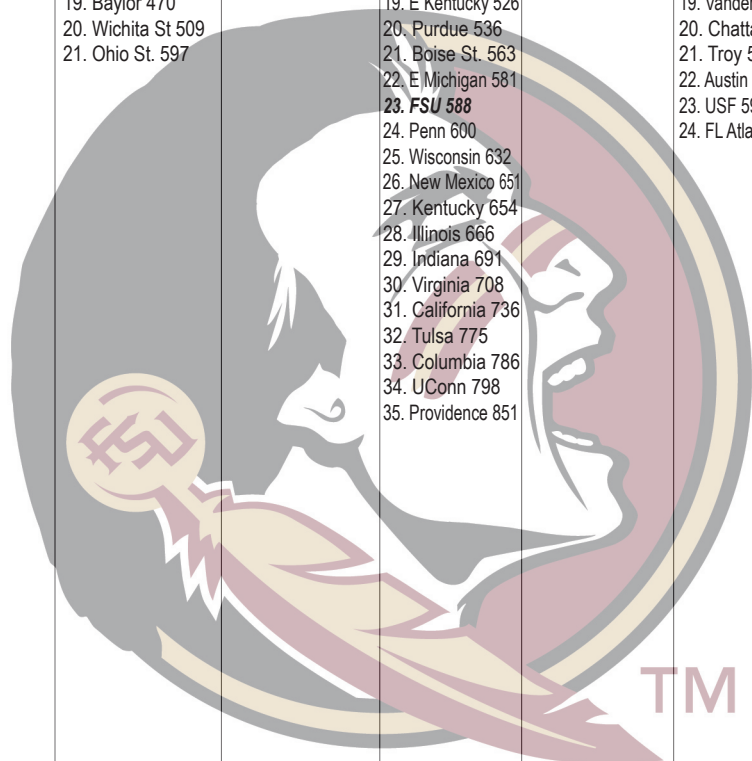 19. Baylor 470
20. Wichita St 509
21. Ohio St. 597
19. E Kentucky 526
20. Purdue 536
21. Boise St. 563
22. E Michigan 581
23. FSU 588
24. Penn 600
25. Wisconsin 632
26. New Mexico 651
27. Kentucky 654
28. Illinois 666
29. Indiana 691
30. Virginia 708
31. California 736
32. Tulsa 775
33. Columbia 786
34. UConn 798
35. Providence 851
19.
20.
21. Troy
22. Austin
23. USF
24. FL
FSU
TM